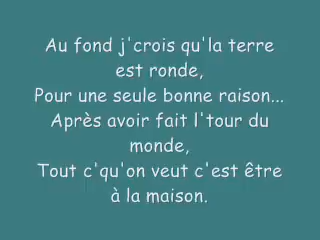 Au fond j'crois qu'la terre
est ronde,
Pour une seule bonne raison...
Après avoir fait l'tour du
monde,
Tout c'qu'on veut c'est être
à la maison.